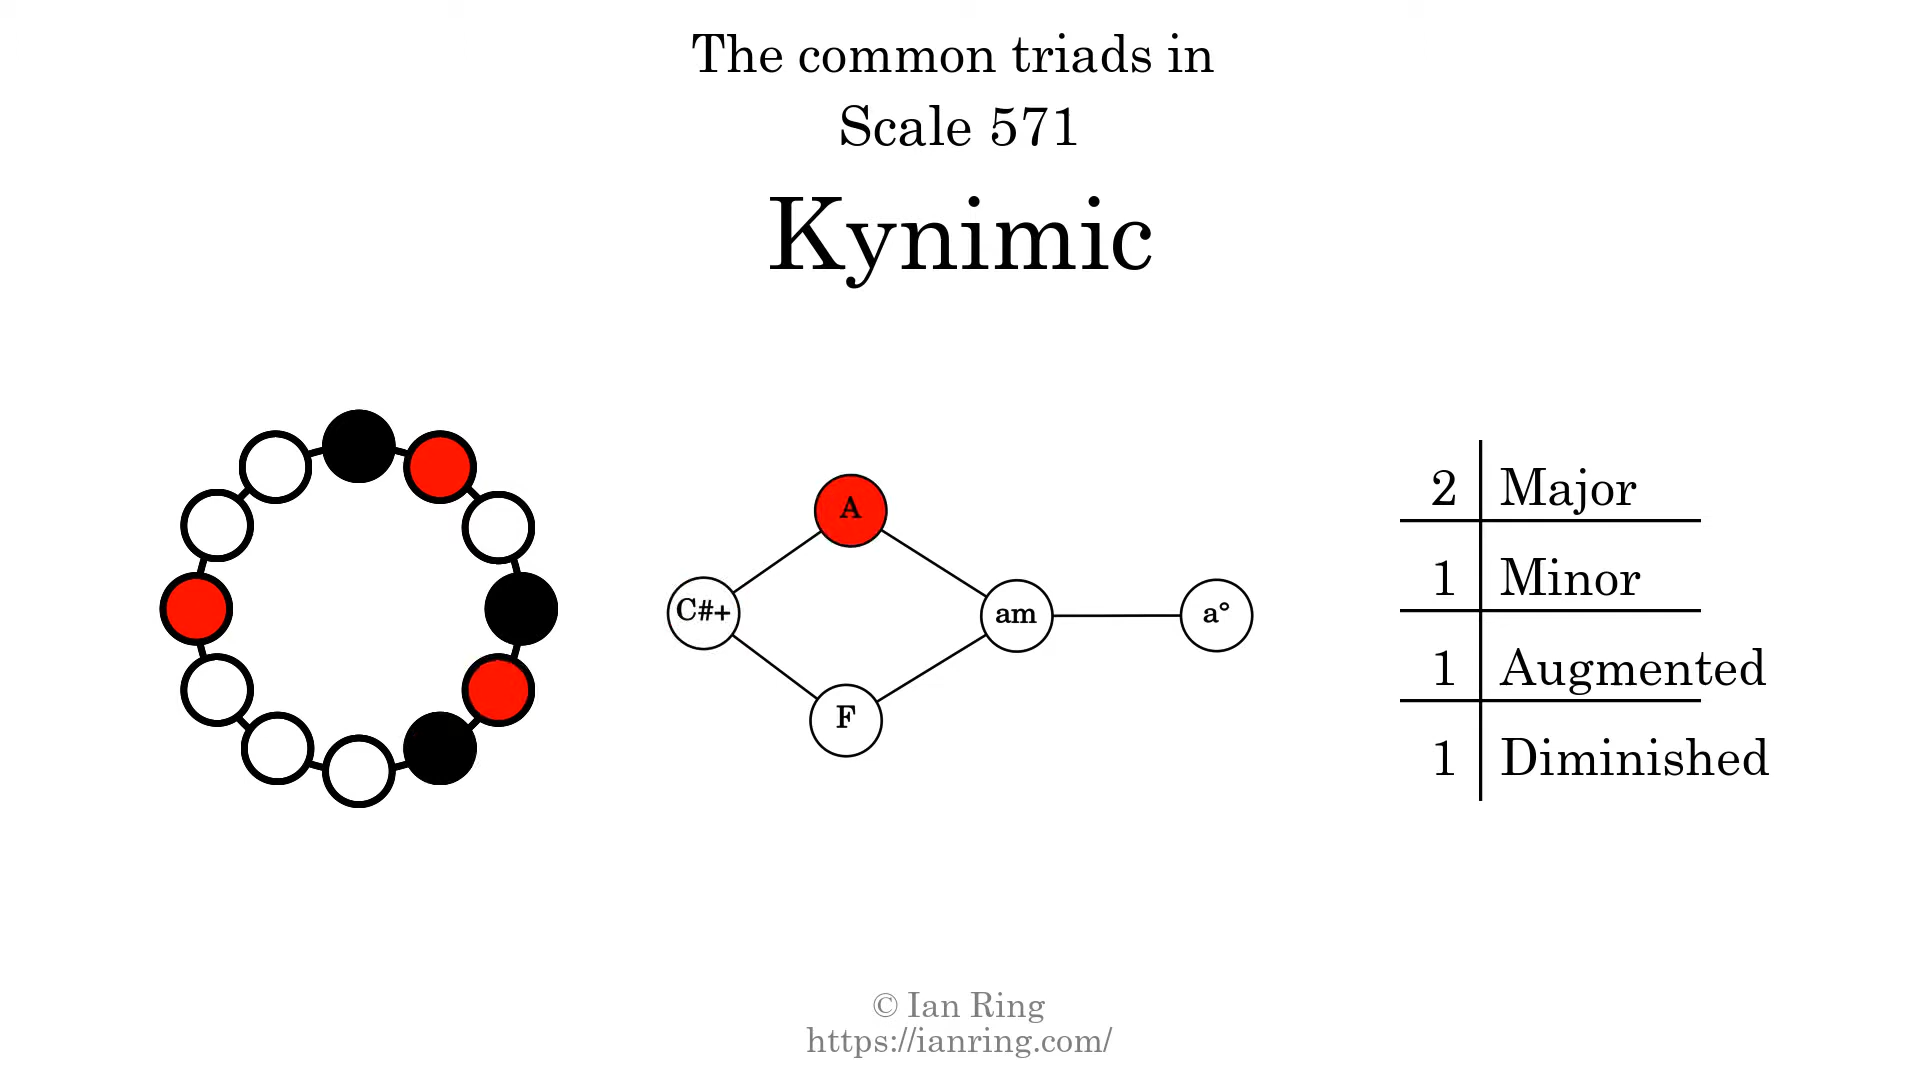 The common triads in
Scale 571
Kynimic
A
C#+
am
a°
F
2 Major
1 Minor
1 Augmented
1 Diminished
© Ian Ring
https://ianring.com/